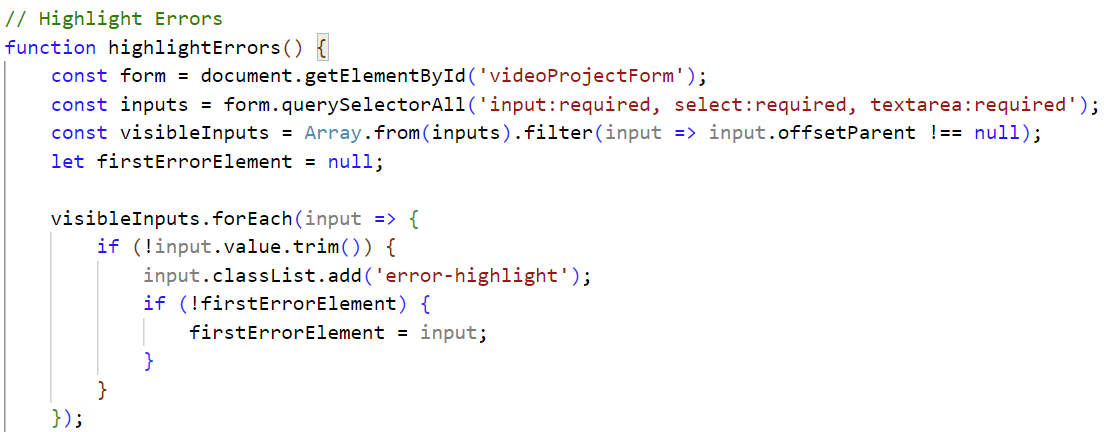 // Highlight Errors
function highlightErrors() {
    const form = document.getElementById('videoProjectForm');
    const inputs = form.querySelectorAll('input:required, select:required, textarea:required');
    const visibleInputs = Array.from(inputs).filter(input => input.offsetParent !== null);
    let firstErrorElement = null;

    visibleInputs.forEach(input => {
        if (!input.value.trim()) {
            input.classList.add('error-highlight');
            if (!firstErrorElement) {
                firstErrorElement = input;
            }
        }
    });